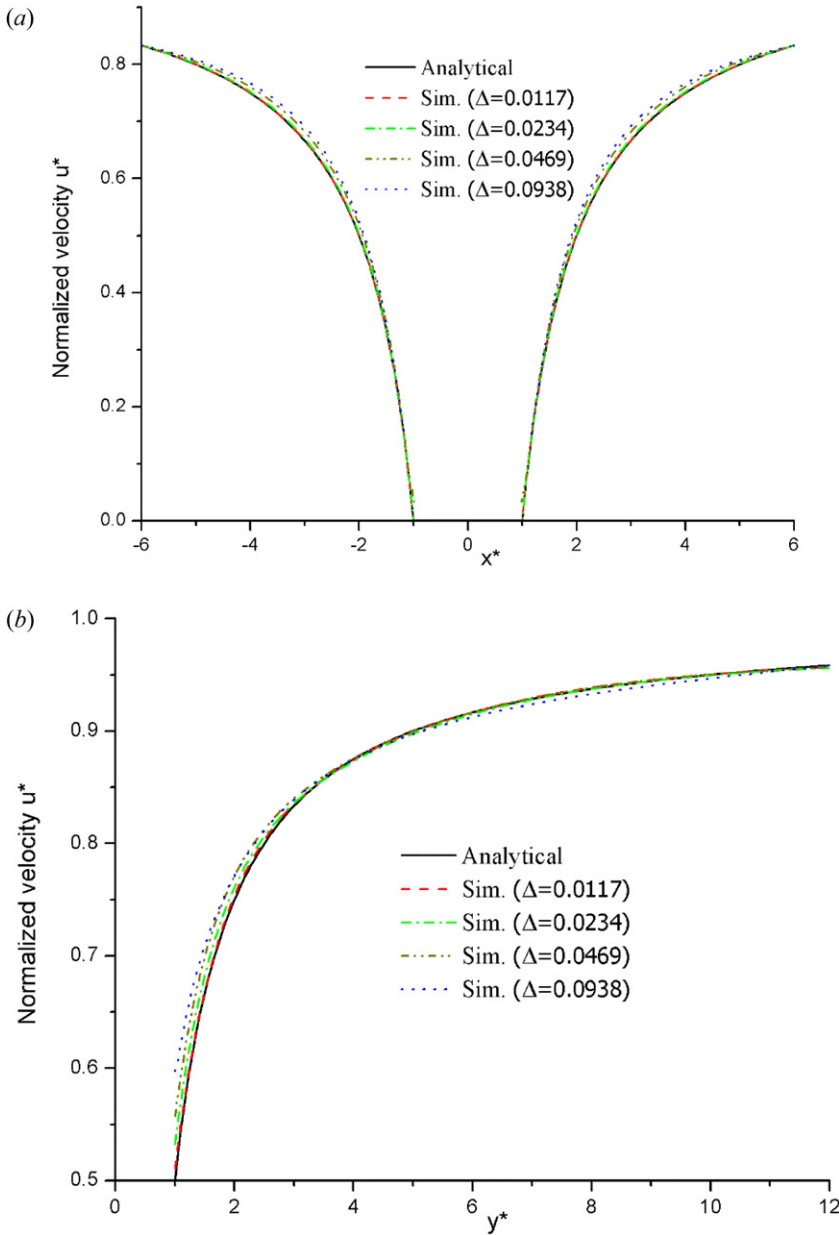 (a)
0.8
0.6
0.4
0.2
0.0
Normalized velocity u*
Analytical
Sim. (Δ=0.0117)
Sim. (Δ=0.0234)
Sim. (Δ=0.0469)
Sim. (Δ=0.0938)
-6 -4 -2 0 2 4 6
x*
(b)
1.0
0.9
0.8
0.7
0.6
0.5
Normalized velocity u*
Analytical
Sim. (Δ=0.0117)
Sim. (Δ=0.0234)
Sim. (Δ=0.0469)
Sim. (Δ=0.0938)
0 2 4 6 8 10 12
y*